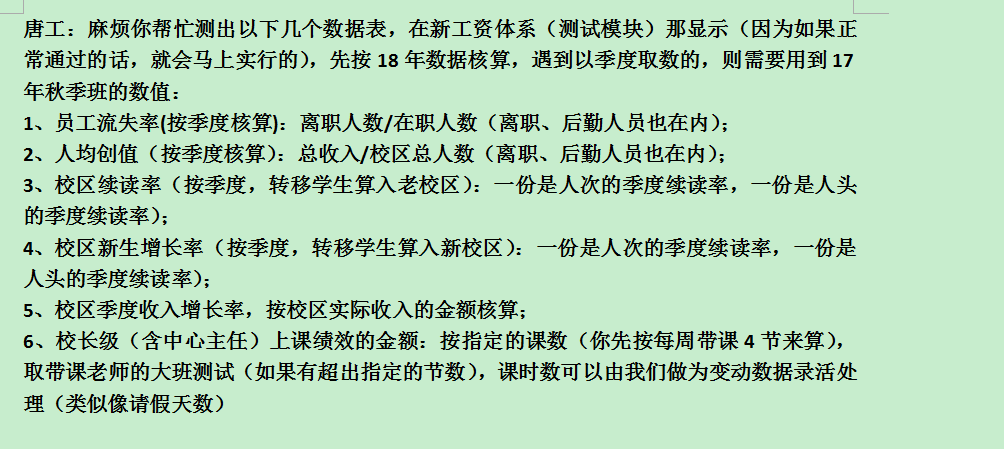 唐工：麻烦你帮忙测出以下几个数据表，在新工资体系（测试模块）那显示（因为如果正
常通过的话，就会马上实行的），先按 18 年数据核算，遇到以季度取数的，则需要用到 17
年秋季班的数值：
1、员工流失率(按季度核算)：离职人数/在职人数（离职、后勤人员也在内）；
2、人均创值（按季度核算）：总收入/校区总人数（离职、后勤人员也在内）；
3、校区续读率（按季度，转移学生算入老校区）：一份是人次的季度续读率，一份是人头
的季度续读率）；
4、校区新生增长率（按季度，转移学生算入新校区）：一份是人次的季度续读率，一份是
人头的季度续读率）；
5、校区季度收入增长率，按校区实际收入的金额核算；
6、校长级（含中心主任）上课绩效的金额：按指定的课数（你先按每周带课 4 节来算），
取带课老师的大班测试（如果有超出指定的节数），课时数可以由我们做为变动数据录活处
理（类似像请假天数）